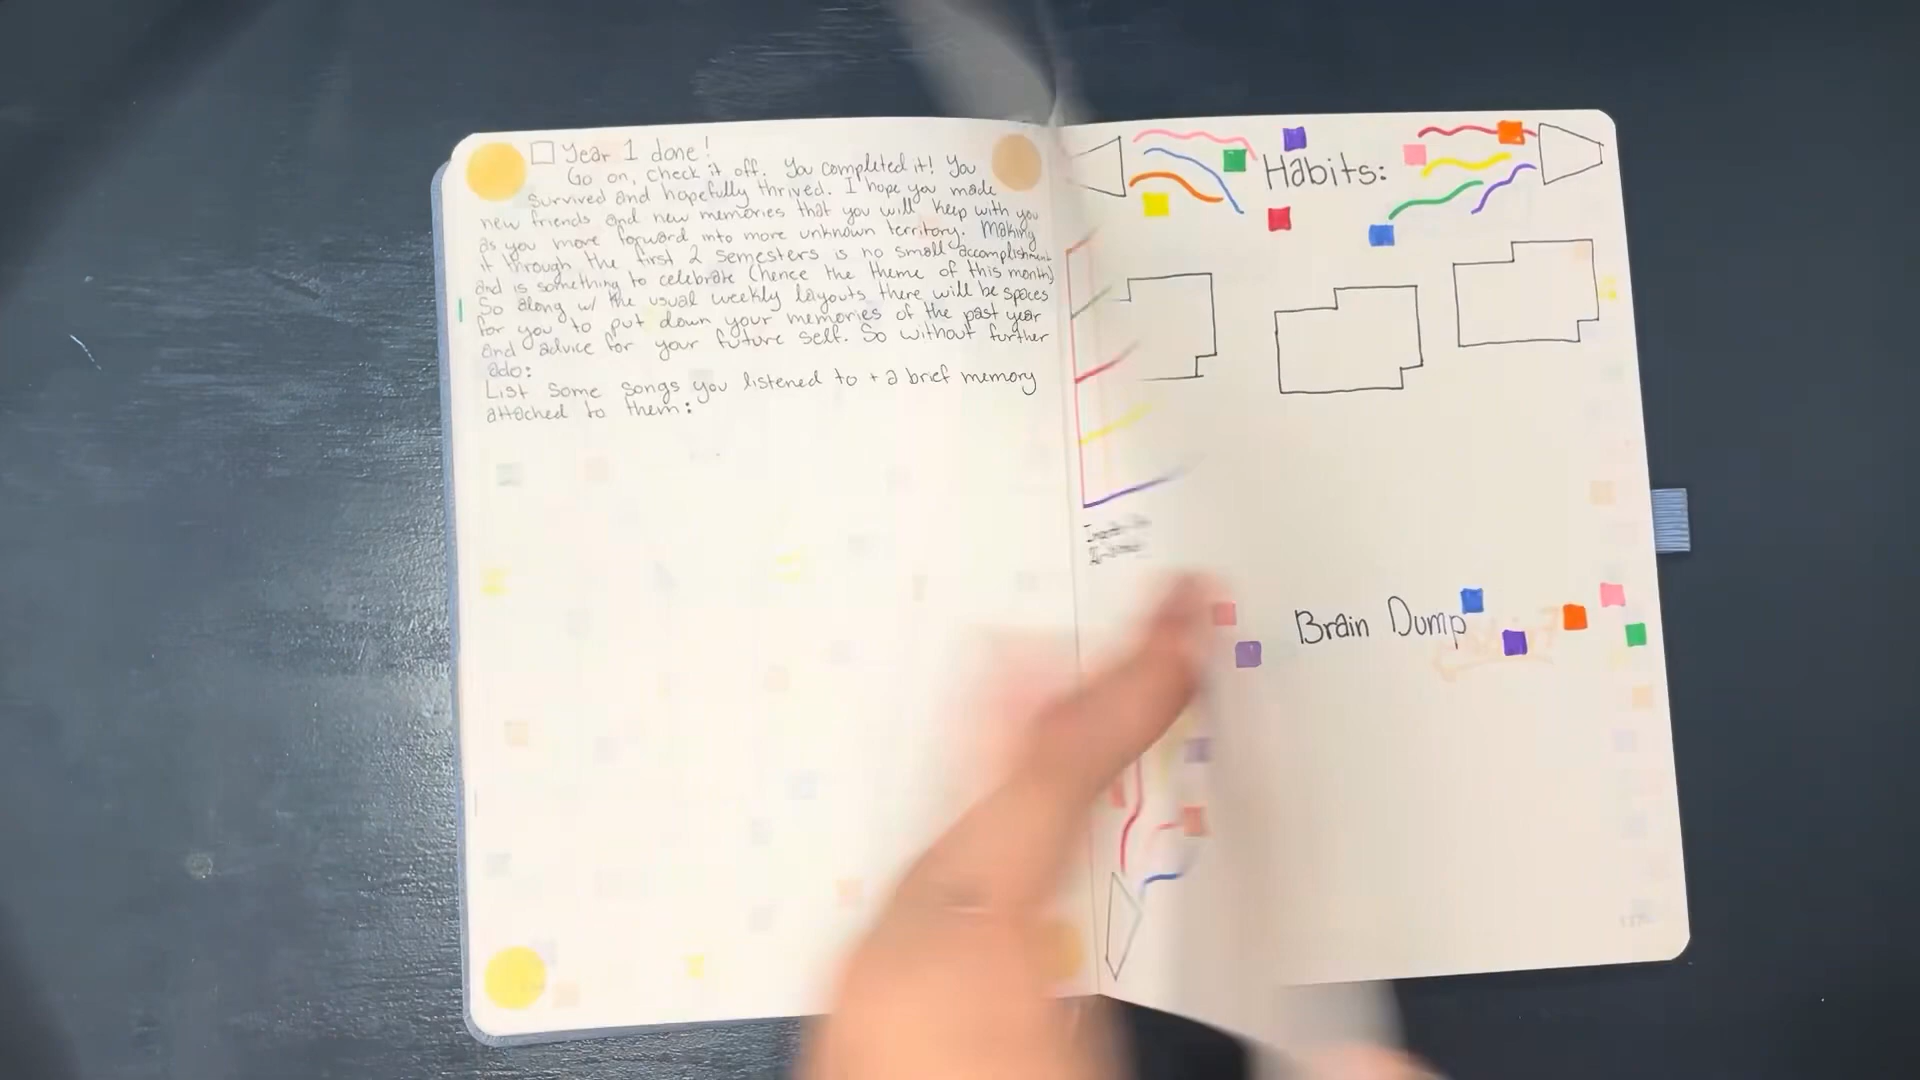 Year 1 done!
Go on, check it off. You completed it! You
survived and hopefully thrived. I hope you made
new friends and new memories that you will keep with you
as you move forward into more unknown territory. Making
it through the first 2 semesters is no small accomplishment
and is something to celebrate (hence the theme of this month)
So along w/ the usual weekly layouts there will be spaces
for you to put down your memories of the past year
and advice for your future self. So without further
ado:
List some songs you listened to + a brief memory
attached to them:
Habits:
Brain Dump